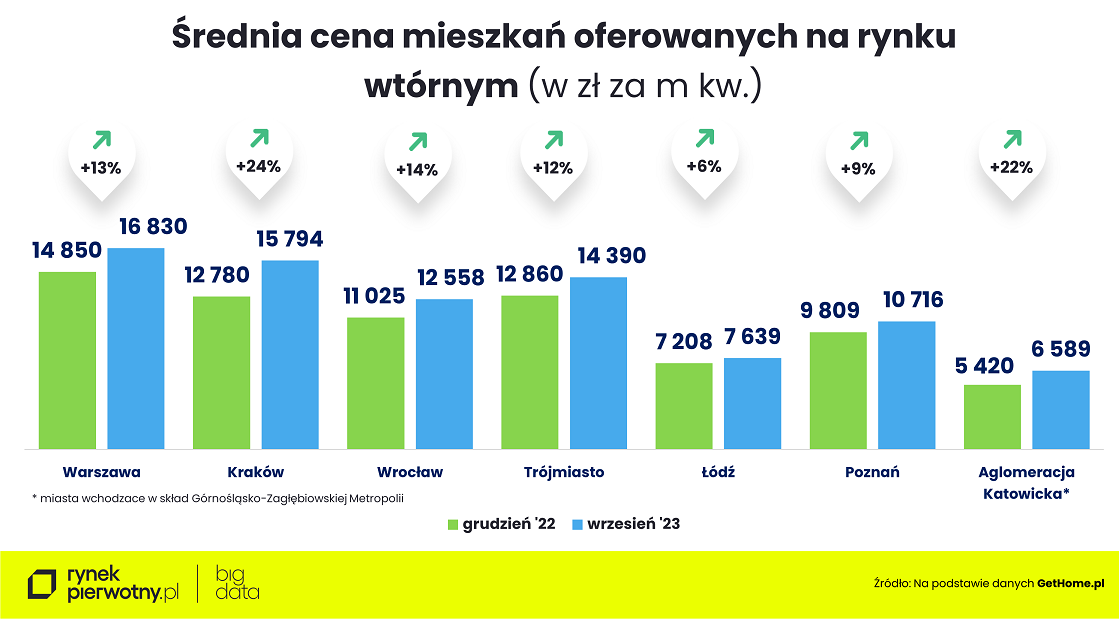 Średnia cena mieszkań oferowanych na rynku
wtórnym (w zł za m kw.)
+13% +24% +14% +12% +6% +9% +22%
14 850 16 830 12 780 15 794 11 025 12 558 12 860 14 390 7 208 7 639 9 809 10 716 5 420 6 589
Warszawa Kraków Wrocław Trójmiasto Łódź Poznań Aglomeracja
Katowicka*
* miasta wchodzace w skład Górnośląsko-Zagłębiowskiej Metropolii
grudzień '22 wrzesień '23
rynek
pierwotny.pl
big
data
Źródło: Na podstawie danych GetHome.pl